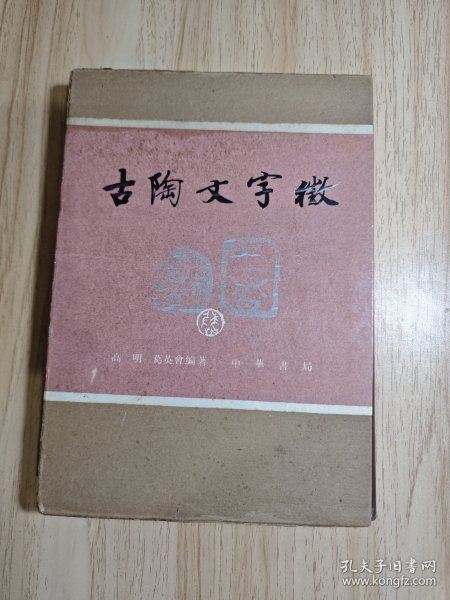 古陶文字徵
高明 葛英會編著 中華書局
孔夫子旧书网
www.kongfz.com